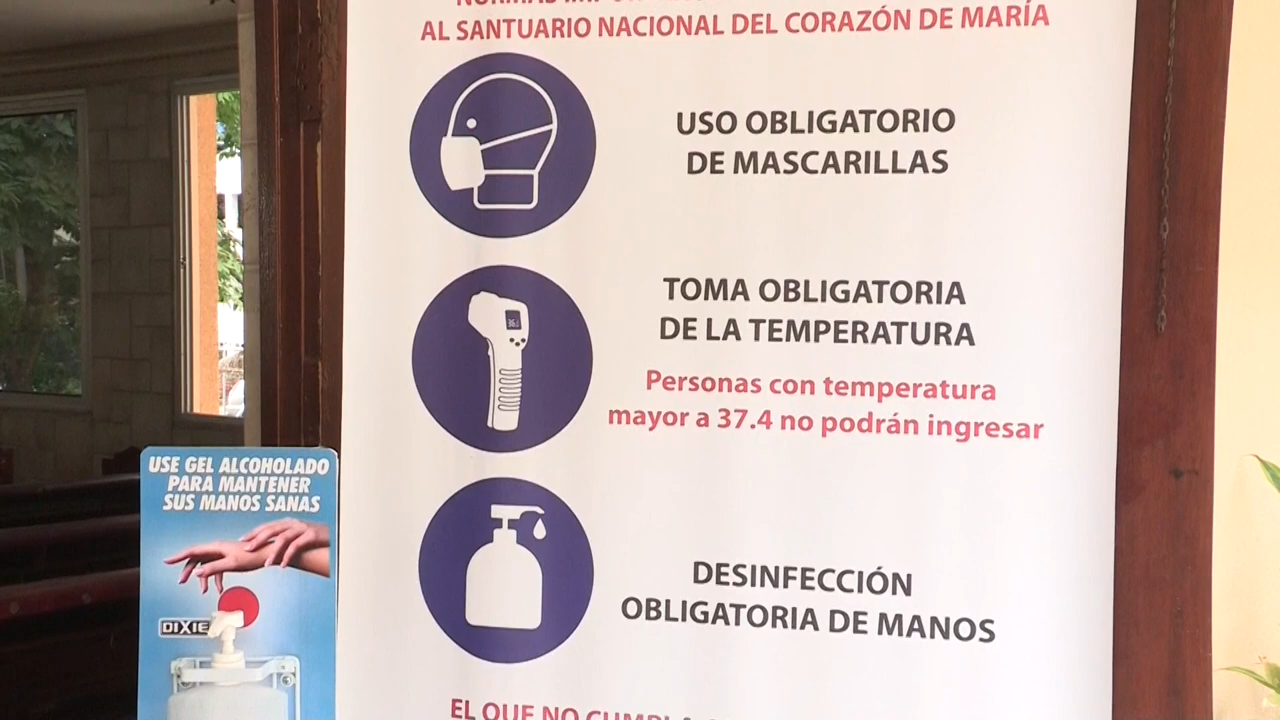 AL SANTUARIO NACIONAL DEL CORAZÓN DE MARÍA
USO OBLIGATORIO
DE MASCARILLAS
TOMA OBLIGATORIA
DE LA TEMPERATURA
Personas con temperatura
mayor a 37.4 no podrán ingresar
DESINFECCIÓN
OBLIGATORIA DE MANOS
EL QUE NO
USE GEL ALCOHOLADO
PARA MANTENER
SUS MANOS SANAS
DIXIE